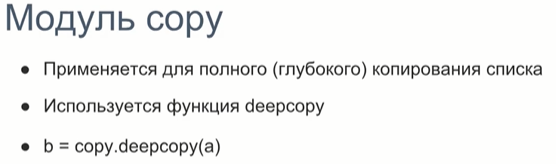 Модуль copy
● Применяется для полного (глубокого) копирования списка
● Используется функция deepcopy
● b = copy.deepcopy(a)